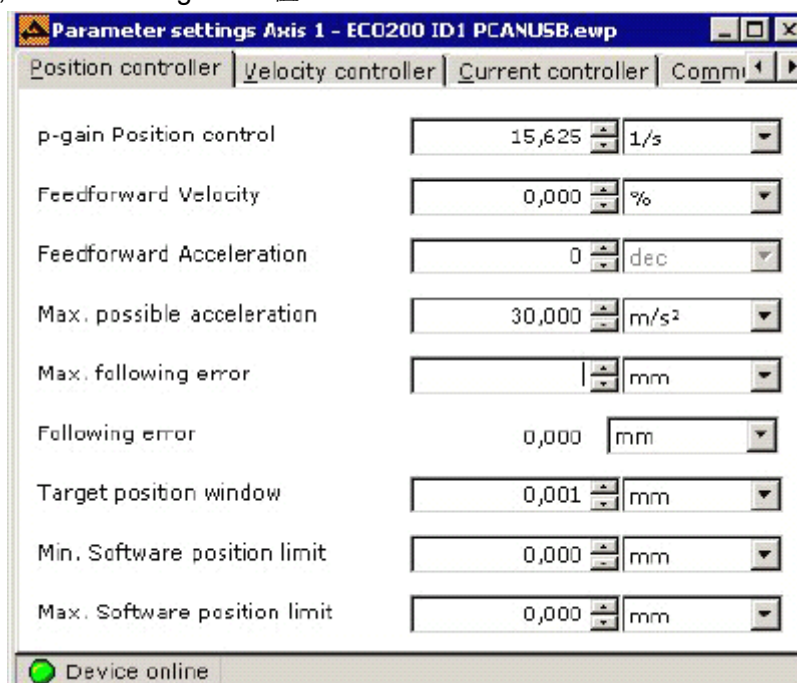 Parameter settings Axis 1 - ECO200 ID1 PCANUSB.ewp
Position controller Velocity controller Current controller Comm
p-gain Position control 15,625 1/s
Feedforward Velocity 0,000 %
Feedforward Acceleration 0 dec
Max. possible acceleration 30,000 m/s²
Max. following error mm
Following error 0,000 mm
Target position window 0,001 mm
Min. Software position limit 0,000 mm
Max. Software position limit 0,000 mm
Device online